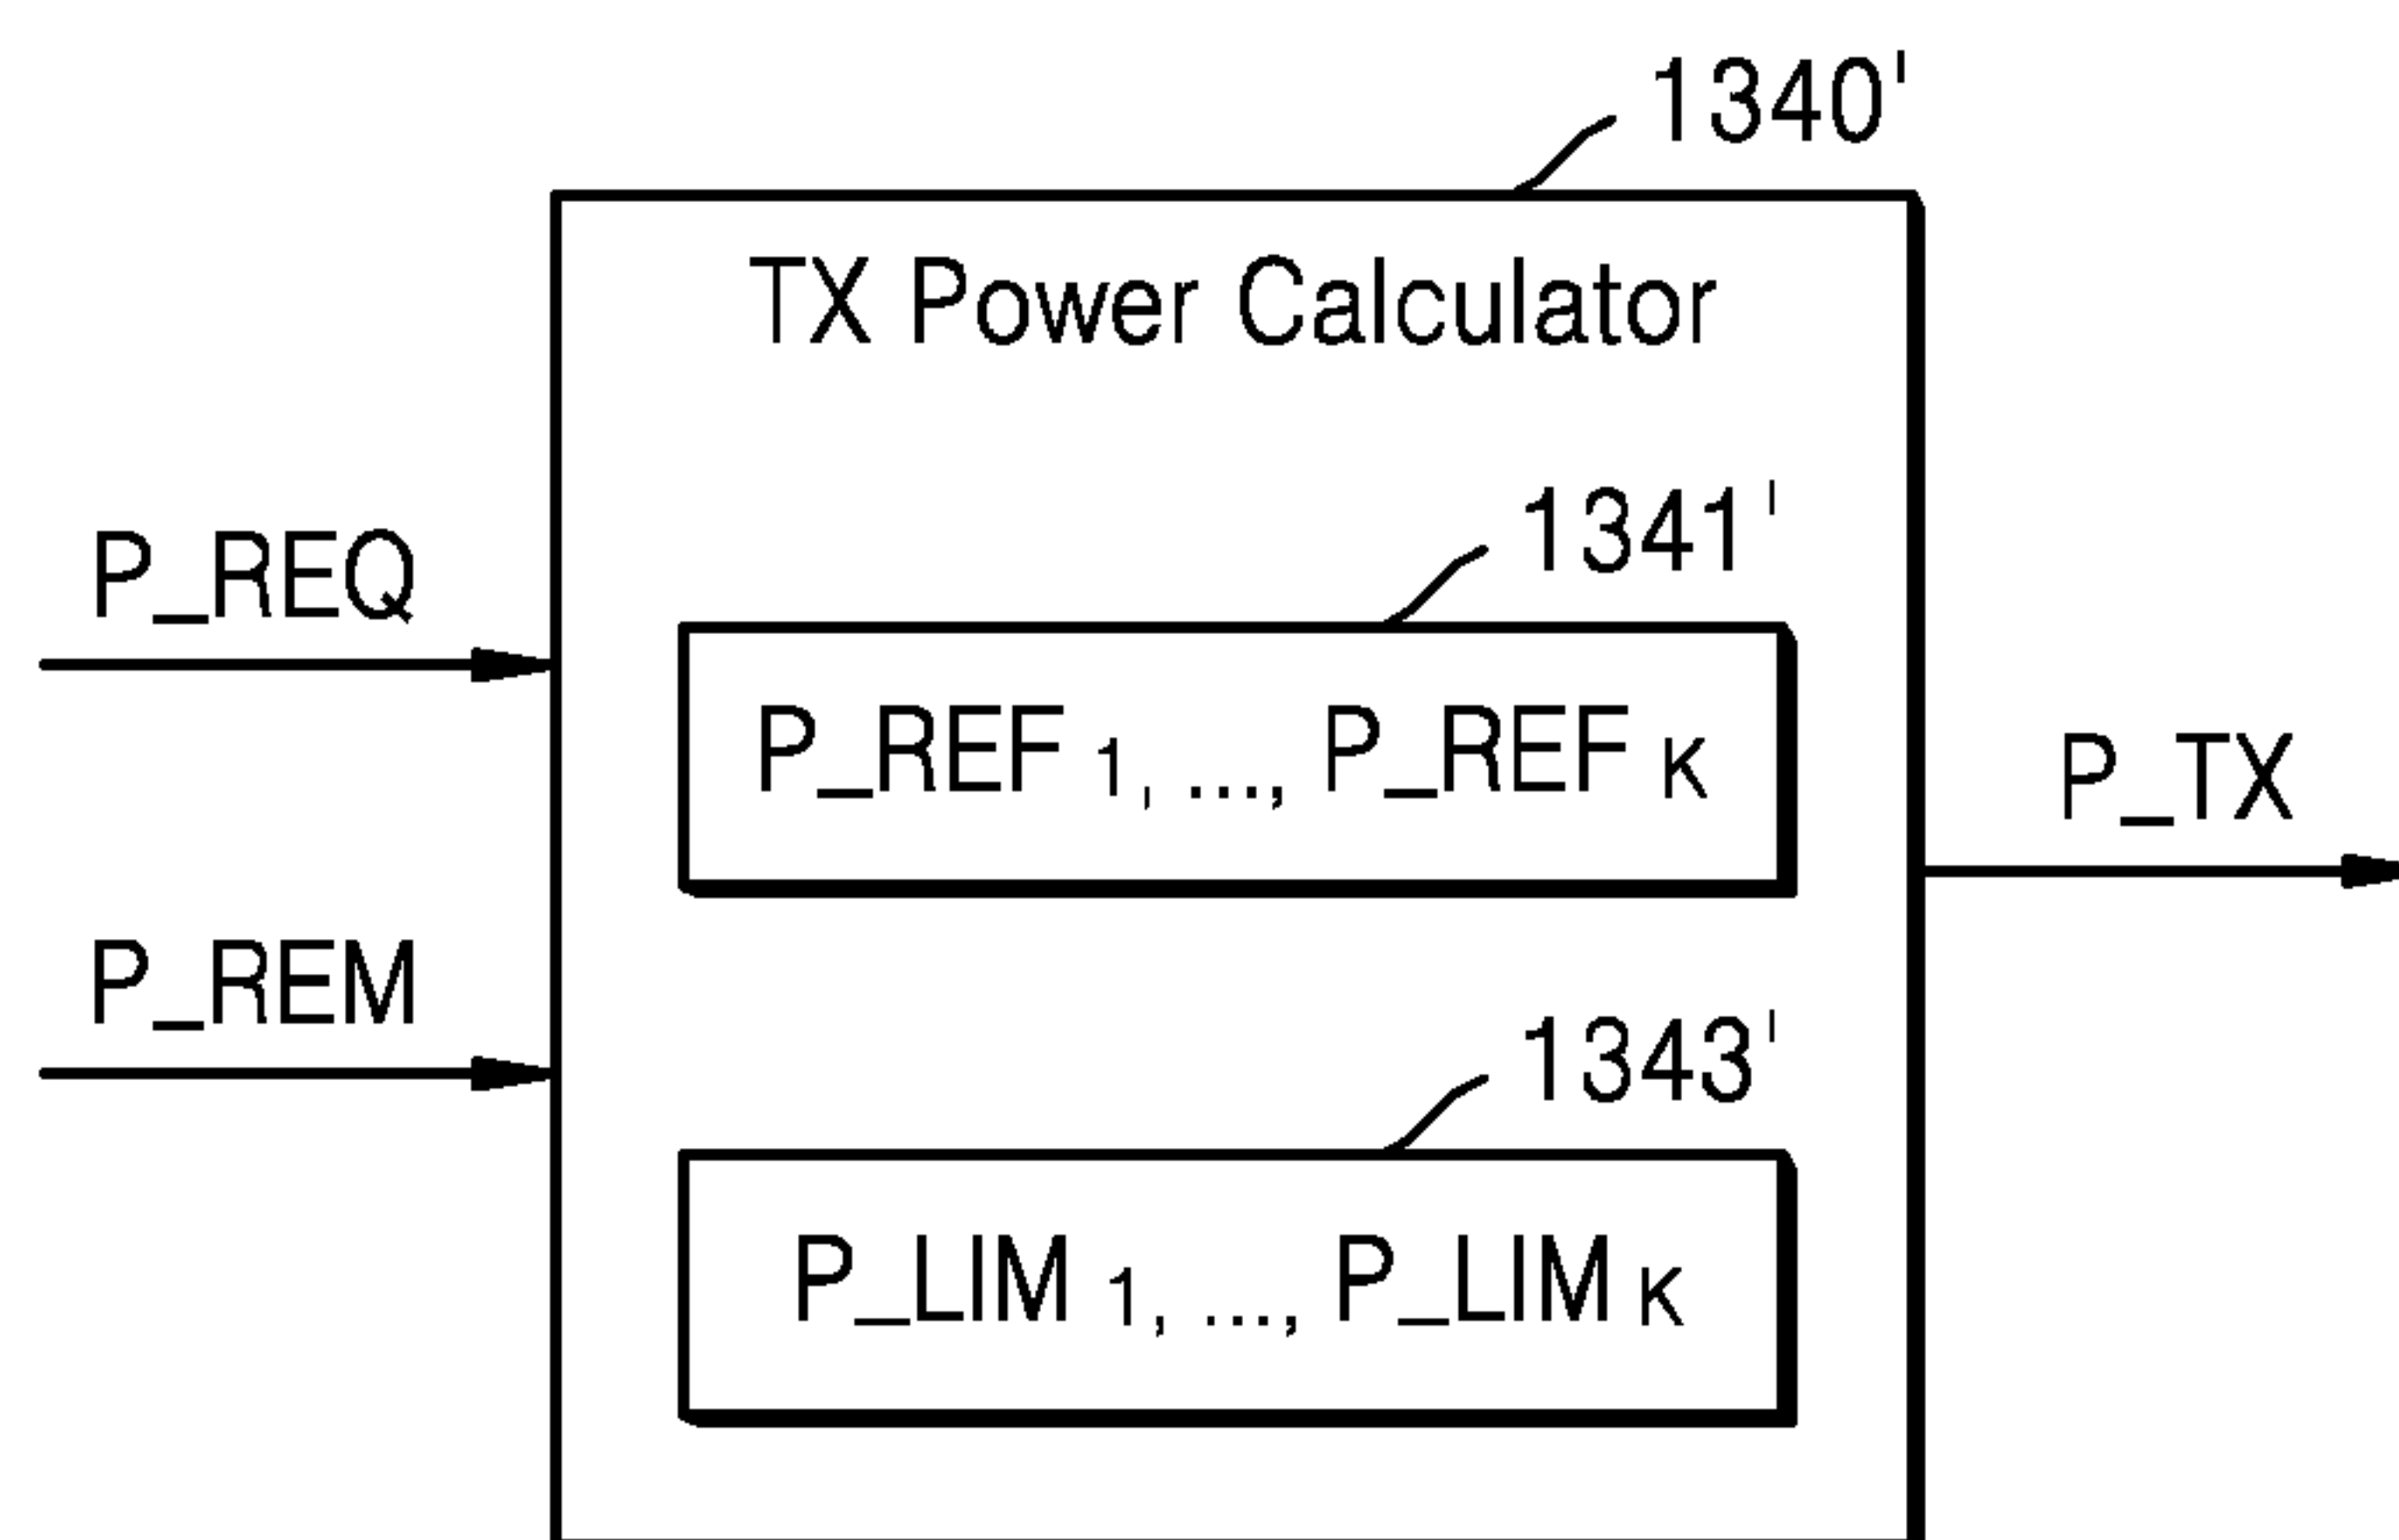 1340'
TX Power Calculator
1341'
P_REQ
P_REF 1, ..., P_REF K
P_TX
P_REM
1343'
P_LIM 1, ..., P_LIM K